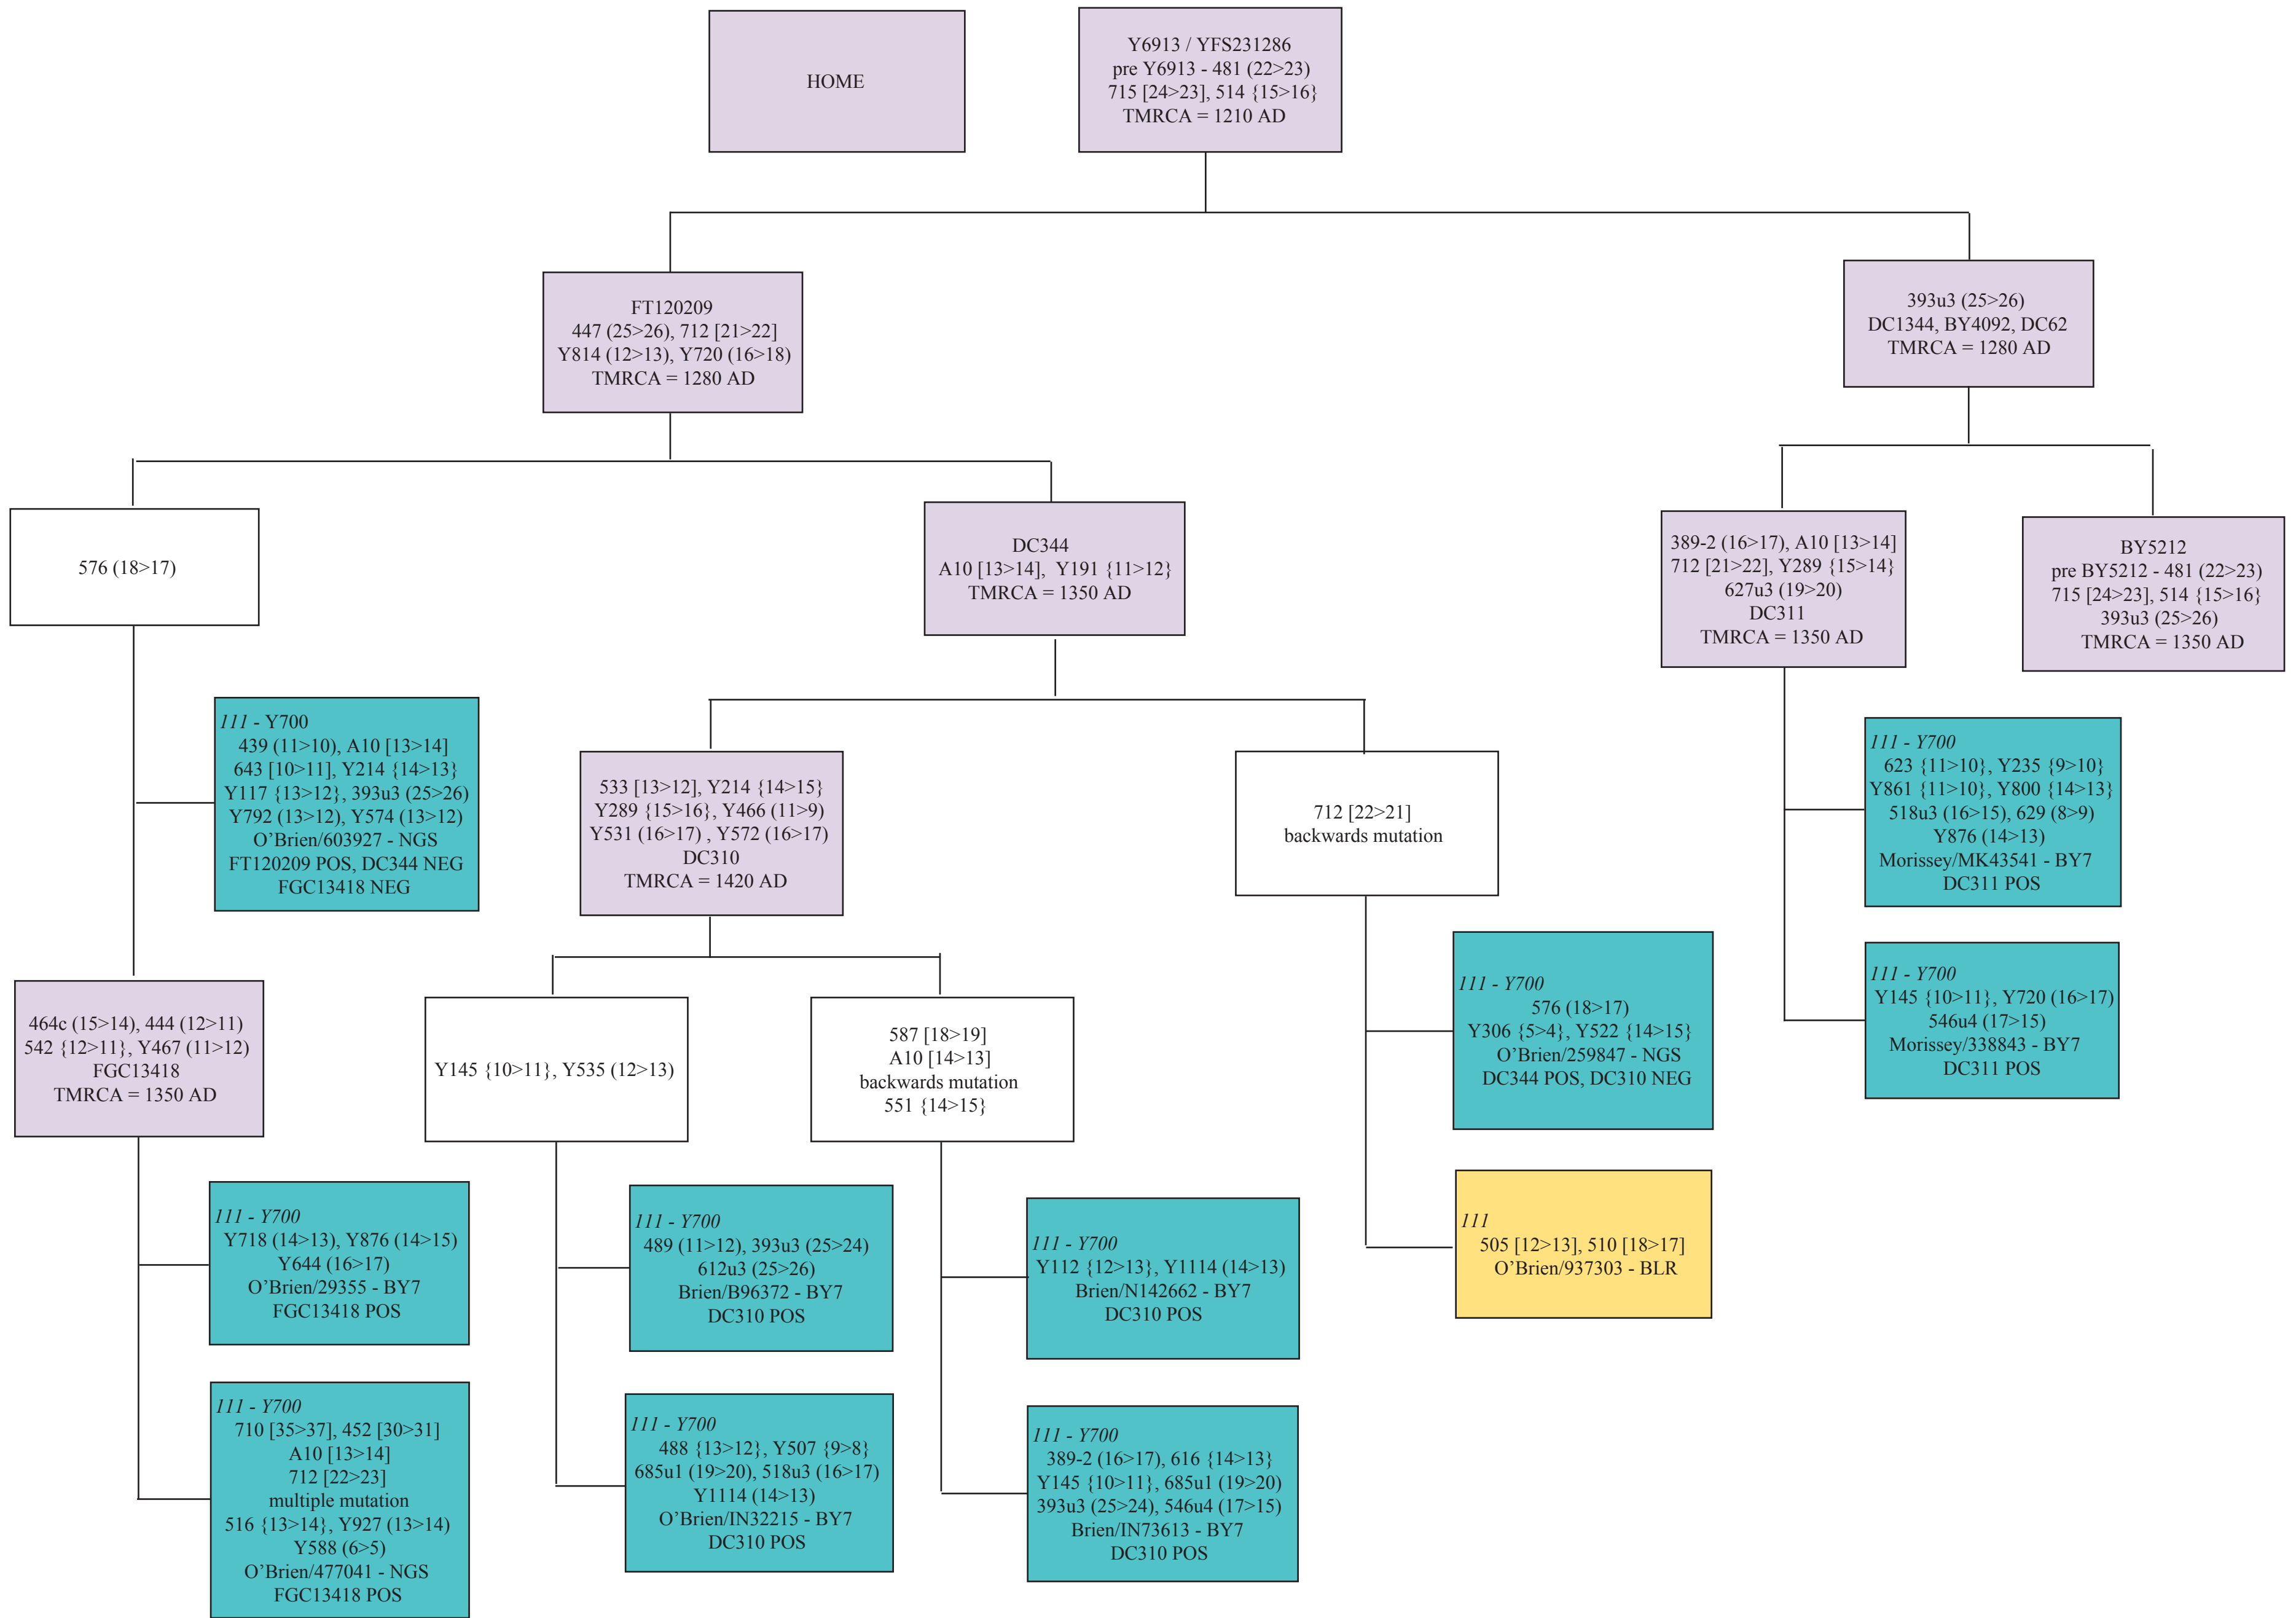 HOME
Y6913 / YFS231286
pre Y6913 - 481 (22>23)
715 [24>23], 514 {15>16}
TMRCA = 1210 AD
FT120209
447 (25>26), 712 [21>22]
Y814 (12>13), Y720 (16>18)
TMRCA = 1280 AD
393u3 (25>26)
DC1344, BY4092, DC62
TMRCA = 1280 AD
576 (18>17)
DC344
A10 [13>14], Y191 {11>12}
TMRCA = 1350 AD
389-2 (16>17), A10 [13>14]
712 [21>22], Y289 {15>14}
627u3 (19>20)
DC311
TMRCA = 1350 AD
BY5212
pre BY5212 - 481 (22>23)
715 [24>23], 514 {15>16}
393u3 (25>26)
TMRCA = 1350 AD
111 - Y700
439 (11>10), A10 [13>14]
643 [10>11], Y214 {14>13}
Y117 {13>12}, 393u3 (25>26)
Y792 (13>12), Y574 (13>12)
O'Brien/603927 - NGS
FT120209 POS, DC344 NEG
FGC13418 NEG
533 [13>12], Y214 {14>15}
Y289 {15>16}, Y466 (11>9)
Y531 (16>17) , Y572 (16>17)
DC310
TMRCA = 1420 AD
712 [22>21]
backwards mutation
111 - Y700
623 {11>10}, Y235 {9>10}
Y861 {11>10}, Y800 {14>13}
518u3 (16>15), 629 (8>9)
Y876 (14>13)
Morissey/MK43541 - BY7
DC311 POS
111 - Y700
576 (18>17)
Y306 {5>4}, Y522 {14>15}
O'Brien/259847 - NGS
DC344 POS, DC310 NEG
111 - Y700
Y145 {10>11}, Y720 (16>17)
546u4 (17>15)
Morissey/338843 - BY7
DC311 POS
464c (15>14), 444 (12>11)
542 {12>11}, Y467 (11>12)
FGC13418
TMRCA = 1350 AD
Y145 {10>11}, Y535 (12>13)
587 [18>19]
A10 [14>13]
backwards mutation
551 {14>15}
111 - Y700
Y718 (14>13), Y876 (14>15)
Y644 (16>17)
O'Brien/29355 - BY7
FGC13418 POS
111 - Y700
489 (11>12), 393u3 (25>24)
612u3 (25>26)
Brien/B96372 - BY7
DC310 POS
111 - Y700
Y112 {12>13}, Y1114 (14>13)
Brien/N142662 - BY7
DC310 POS
111
505 [12>13], 510 [18>17]
O'Brien/937303 - BLR
111 - Y700
710 [35>37], 452 [30>31]
A10 [13>14]
712 [22>23]
multiple mutation
516 {13>14}, Y927 (13>14)
Y588 (6>5)
O'Brien/477041 - NGS
FGC13418 POS
111 - Y700
488 {13>12}, Y507 {9>8}
685u1 (19>20), 518u3 (16>17)
Y1114 (14>13)
O'Brien/IN32215 - BY7
DC310 POS
111 - Y700
389-2 (16>17), 616 {14>13}
Y145 {10>11}, 685u1 (19>20)
393u3 (25>24), 546u4 (17>15)
Brien/IN73613 - BY7
DC310 POS